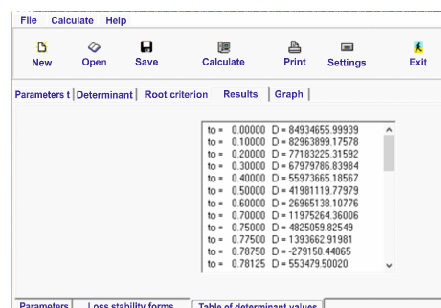 File Calculate Help
New Open Save Calculate Print Settings Exit
Parameters t Determinant Root criterion Results Graph
to = 0.00000 D = 84934655.99939
to = 0.10000 D = 82963899.17578
to = 0.20000 D = 77183225.31592
to = 0.30000 D = 67979786.83984
to = 0.40000 D = 55973665.18567
to = 0.50000 D = 41981119.77979
to = 0.60000 D = 26965138.10776
to = 0.70000 D = 11975264.36006
to = 0.75000 D = 4825059.82549
to = 0.77500 D = 1393662.91981
to = 0.78750 D = -279150.44065
to = 0.78125 D = 553479.50020
Parameters Loss stability forms Table of determinant values